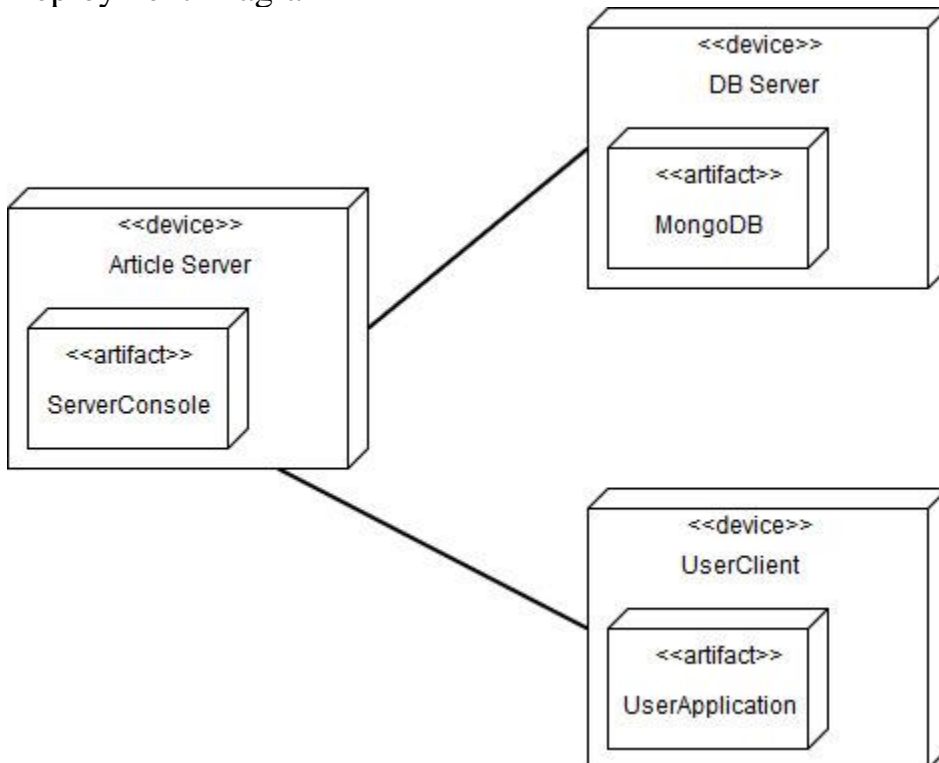 <<device>>
DB Server
<<artifact>>
MongoDB
<<device>>
Article Server
<<artifact>>
ServerConsole
<<device>>
UserClient
<<artifact>>
UserApplication